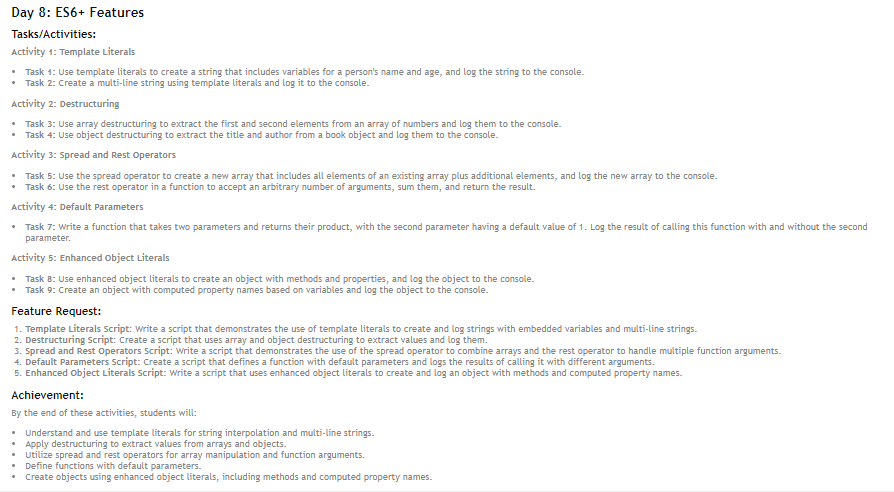 Day 8: ES6+ Features
Tasks/Activities:
Activity 1: Template Literals
• Task 1: Use template literals to create a string that includes variables for a person's name and age, and log the string to the console.
• Task 2: Create a multi-line string using template literals and log it to the console.
Activity 2: Destructuring
• Task 3: Use array destructuring to extract the first and second elements from an array of numbers and log them to the console.
• Task 4: Use object destructuring to extract the title and author from a book object and log them to the console.
Activity 3: Spread and Rest Operators
• Task 5: Use the spread operator to create a new array that includes all elements of an existing array plus additional elements, and log the new array to the console.
• Task 6: Use the rest operator in a function to accept an arbitrary number of arguments, sum them, and return the result.
Activity 4: Default Parameters
• Task 7: Write a function that takes two parameters and returns their product, with the second parameter having a default value of 1. Log the result of calling this function with and without the second
parameter.
Activity 5: Enhanced Object Literals
• Task 8: Use enhanced object literals to create an object with methods and properties, and log the object to the console.
• Task 9: Create an object with computed property names based on variables and log the object to the console.
Feature Request:
1. Template Literals Script: Write a script that demonstrates the use of template literals to create and log strings with embedded variables and multi-line strings.
2. Destructuring Script: Create a script that uses array and object destructuring to extract values and log them.
3. Spread and Rest Operators Script: Write a script that demonstrates the use of the spread operator to combine arrays and the rest operator to handle multiple function arguments.
4. Default Parameters Script: Create a script that defines a function with default parameters and logs the results of calling it with different arguments.
5. Enhanced Object Literals Script: Write a script that uses enhanced object literals to create and log an object with methods and computed property names.
Achievement:
By the end of these activities, students will:
• Understand and use template literals for string interpolation and multi-line strings.
• Apply destructuring to extract values from arrays and objects.
• Utilize spread and rest operators for array manipulation and function arguments.
• Define functions with default parameters.
• Create objects using enhanced object literals, including methods and computed property names.